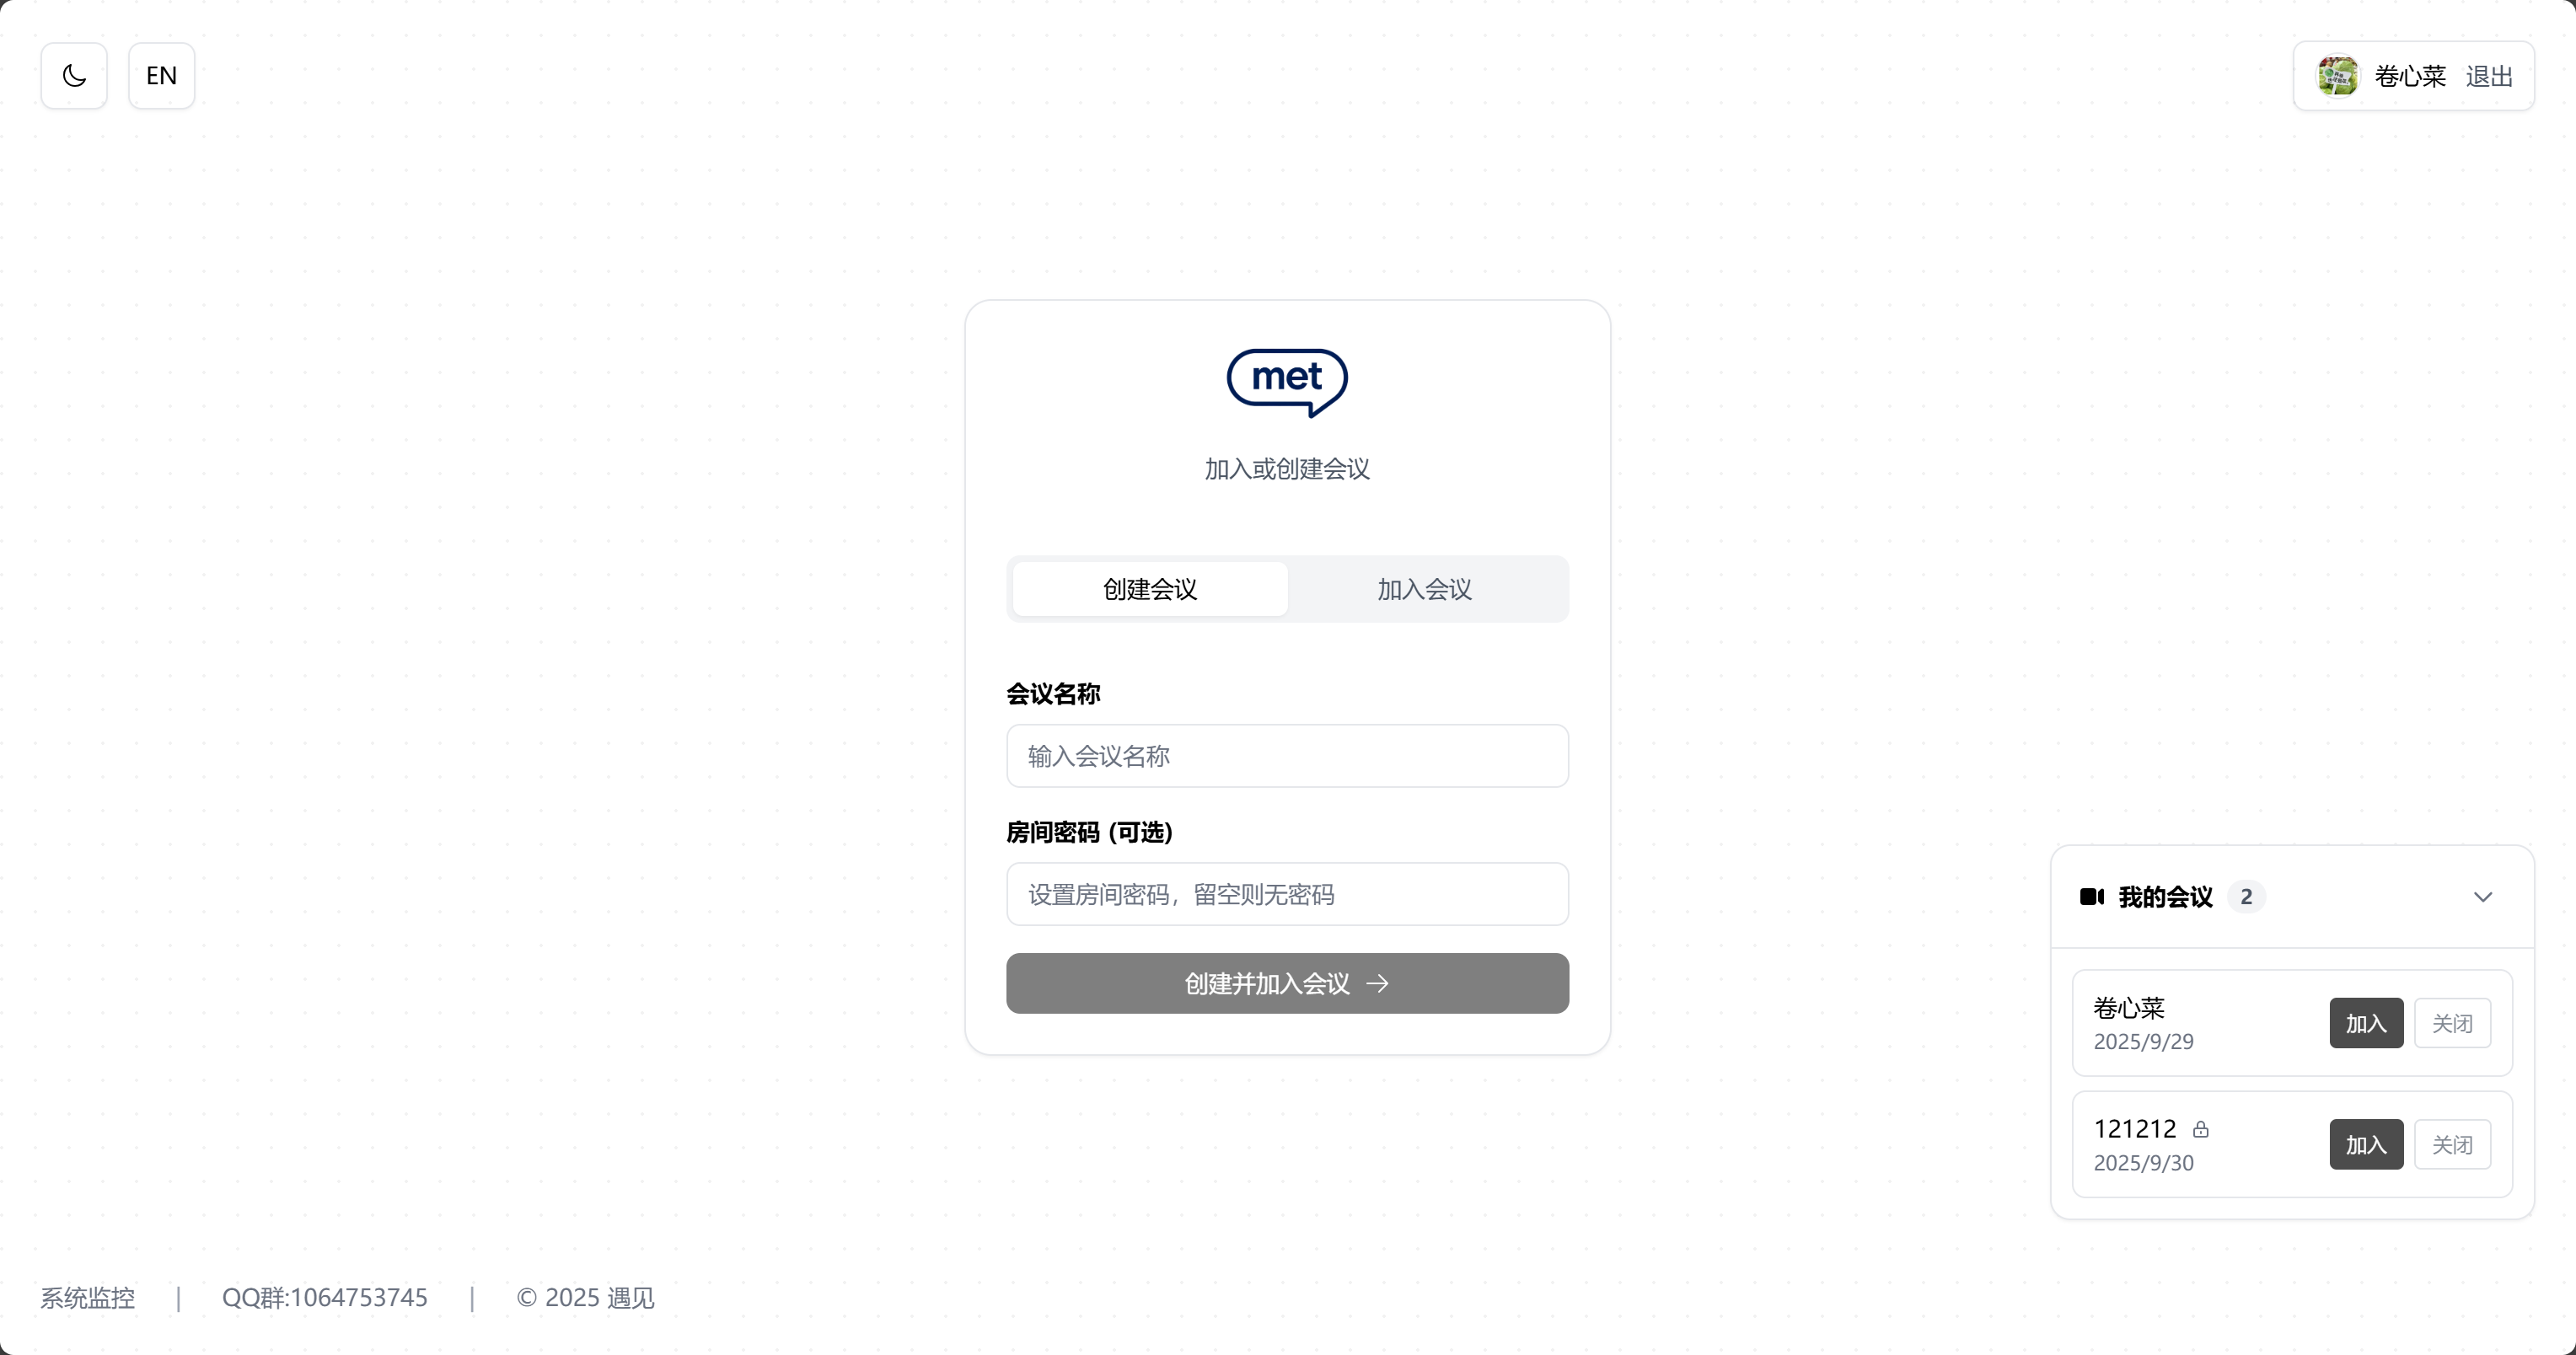 EN
卷心菜 退出
met
加入或创建会议
创建会议 加入会议
会议名称
输入会议名称
房间密码 (可选)
设置房间密码，留空则无密码
创建并加入会议
我的会议 2
卷心菜
2025/9/29
加入 关闭
121212
2025/9/30
加入 关闭
系统监控 | QQ群:1064753745 | © 2025 遇见